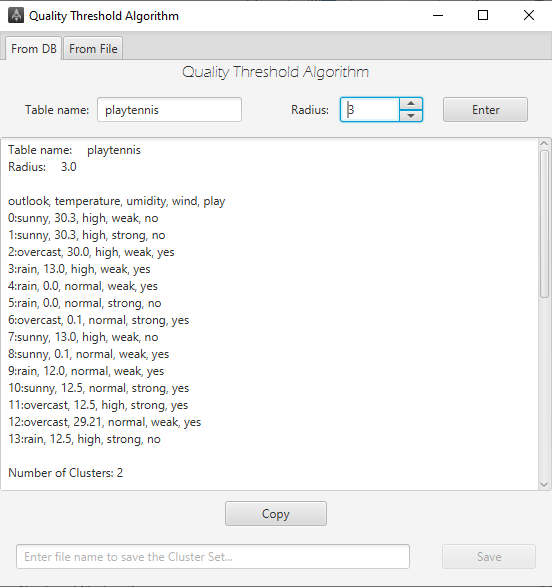 Quality Threshold Algorithm
From DB From File
Quality Threshold Algorithm
Table name: playtennis Radius: 3 Enter
Table name: playtennis
Radius: 3.0
outlook, temperature, umidity, wind, play
0:sunny, 30.3, high, weak, no
1:sunny, 30.3, high, strong, no
2:overcast, 30.0, high, weak, yes
3:rain, 13.0, high, weak, yes
4:rain, 0.0, normal, weak, yes
5:rain, 0.0, normal, strong, no
6:overcast, 0.1, normal, strong, yes
7:sunny, 13.0, high, weak, no
8:sunny, 0.1, normal, weak, yes
9:rain, 12.0, normal, weak, yes
10:sunny, 12.5, normal, strong, yes
11:overcast, 12.5, high, strong, yes
12:overcast, 29.21, normal, weak, yes
13:rain, 12.5, high, strong, no
Number of Clusters: 2
Copy
Enter file name to save the Cluster Set... Save